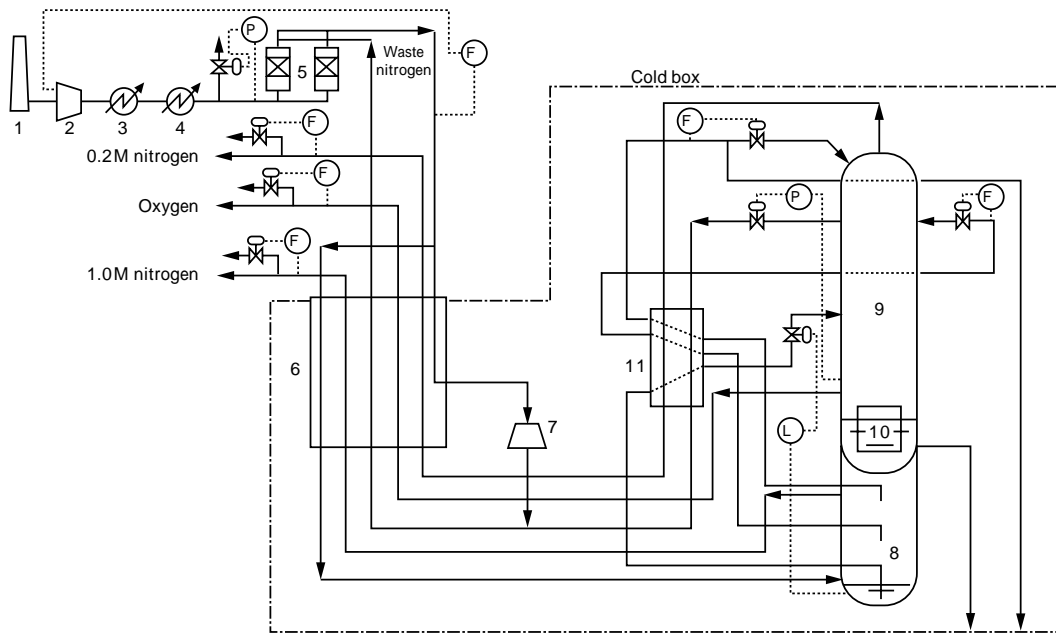 P
F
5
Waste
nitrogen
Cold box
1
2
3
4
F
F
0.2M nitrogen
F
P
F
Oxygen
F
1.0M nitrogen
9
6
11
10
7
L
8